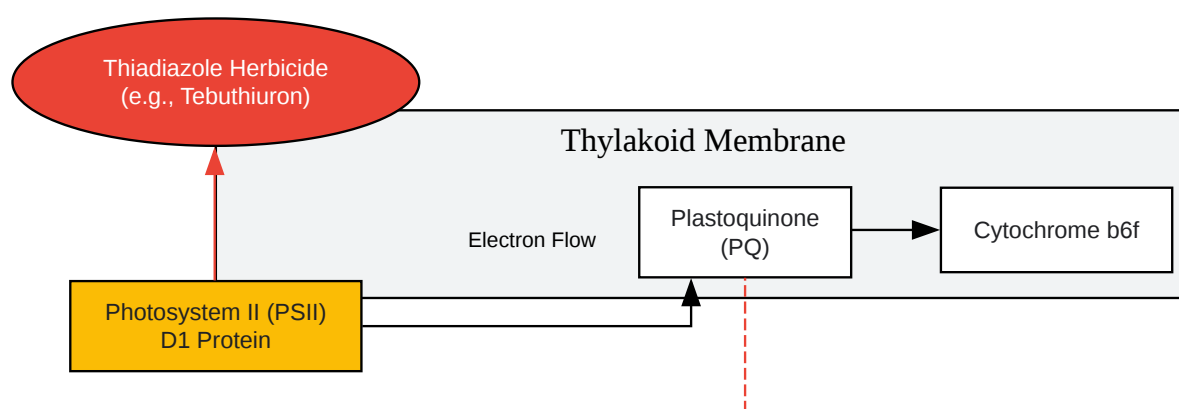 Thiadiazole Herbicide
(e.g., Tebuthiuron)
Thylakoid Membrane
Plastoquinone
(PQ)
Cytochrome b6f
Electron Flow
Photosystem II (PSII)
D1 Protein